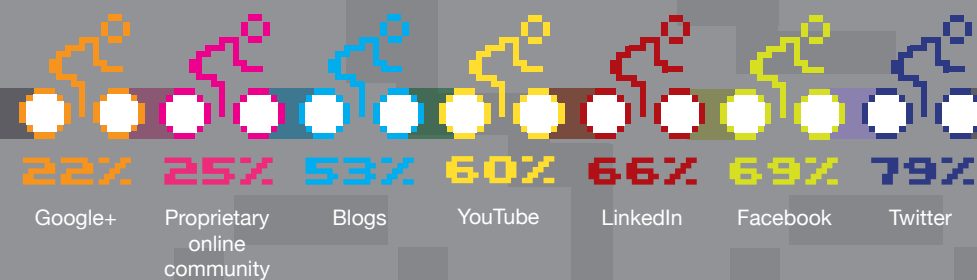 22% 25% 53% 60% 66% 69% 79%
Google+ Proprietary Blogs YouTube LinkedIn Facebook Twitter
online
community